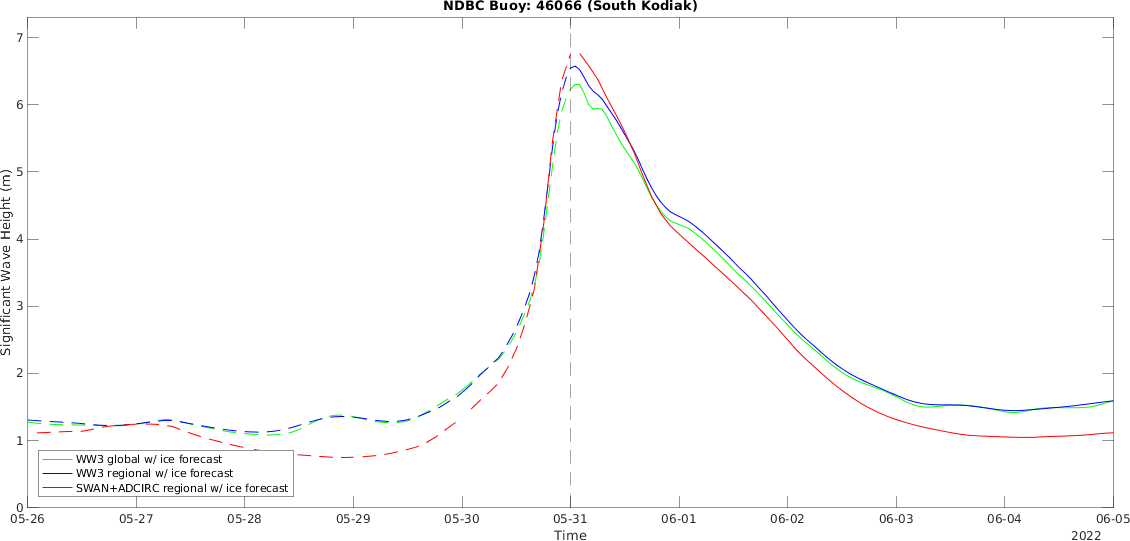 NDBC Buoy: 46066 (South Kodiak)
7
6
5
4
3
2
1
0
Significant Wave Height (m)
WW3 global w/ ice forecast
WW3 regional w/ ice forecast
SWAN+ADCIRC regional w/ ice forecast
05-26 05-27 05-28 05-29 05-30 05-31 06-01 06-02 06-03 06-04 06-05
Time
2022